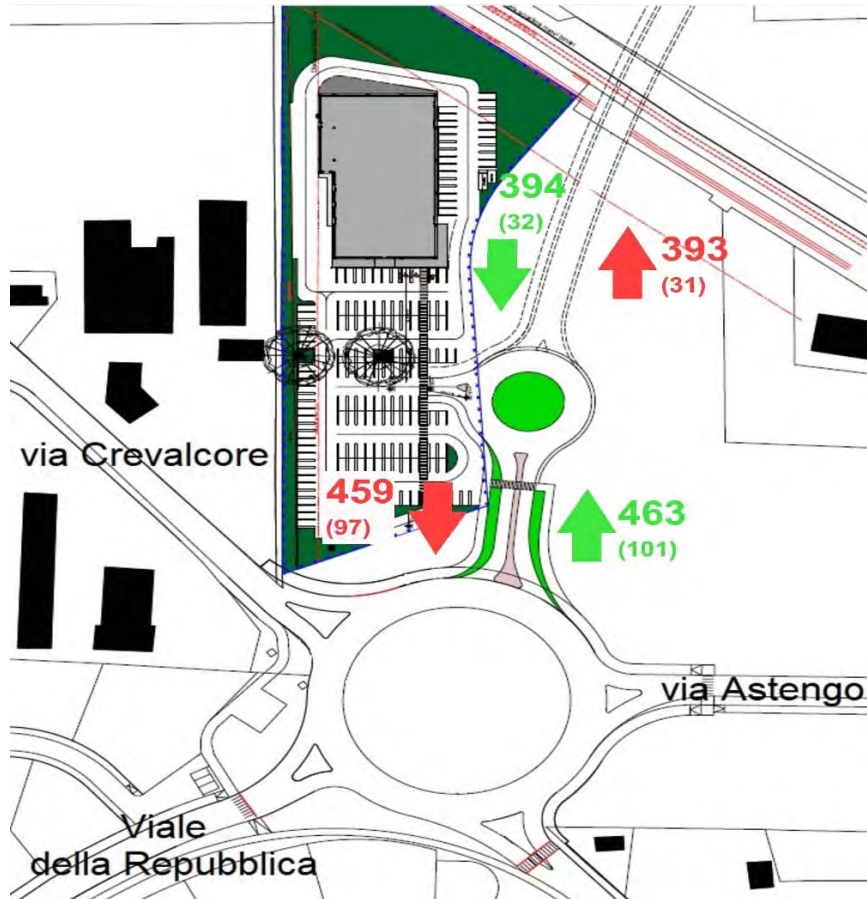 394
(32)
393
(31)
via Crevalcore
459
(97)
463
(101)
via Astengo
Viale
della Repubblica